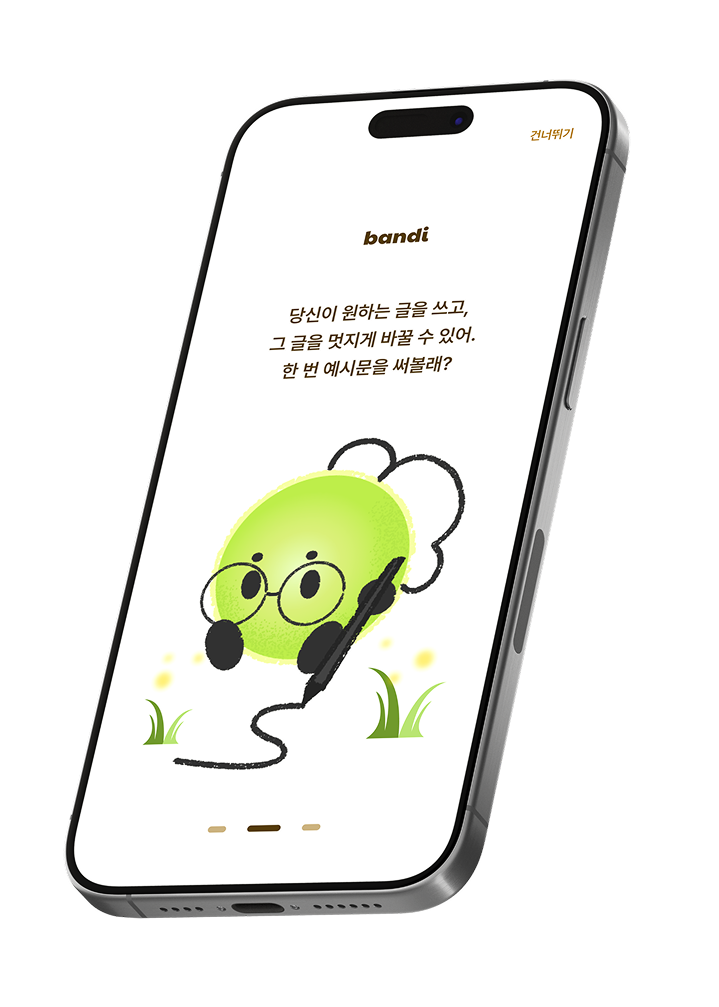 건너뛰기
bandi
당신이 원하는 글을 쓰고,
그 글을 멋지게 바꿀 수 있어.
한 번 예시문을 써볼래?